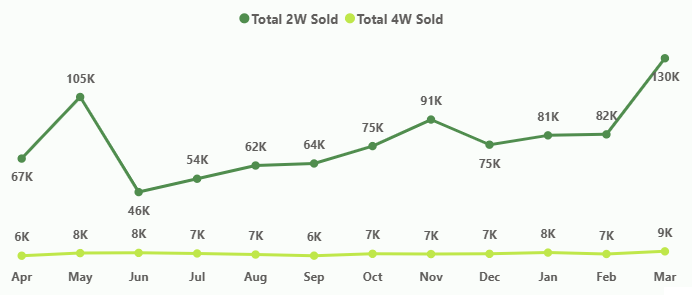 Total 2W Sold Total 4W Sold
130K
105K
91K
82K
81K
75K
75K
67K
64K
62K
54K
46K
6K 8K 8K 7K 7K 6K 7K 7K 7K 8K 7K 9K
Apr May Jun Jul Aug Sep Oct Nov Dec Jan Feb Mar